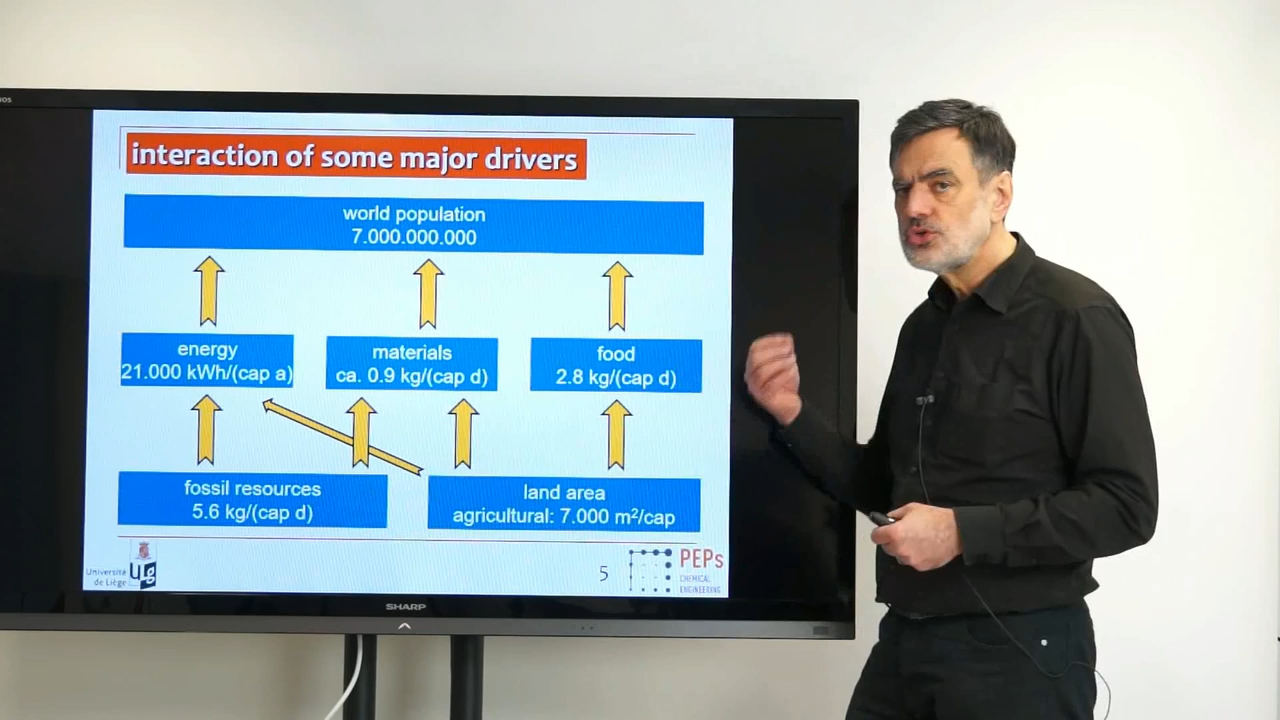 interaction of some major drivers
world population
7.000.000.000
energy
21.000 kWh/(cap a)
materials
ca. 0.9 kg/(cap d)
food
2.8 kg/(cap d)
fossil resources
5.6 kg/(cap d)
land area
agricultural: 7.000 m²/cap
Université
de Liège
ULg
5
PEPs
CHEMICAL
ENGINEERING
SHARP